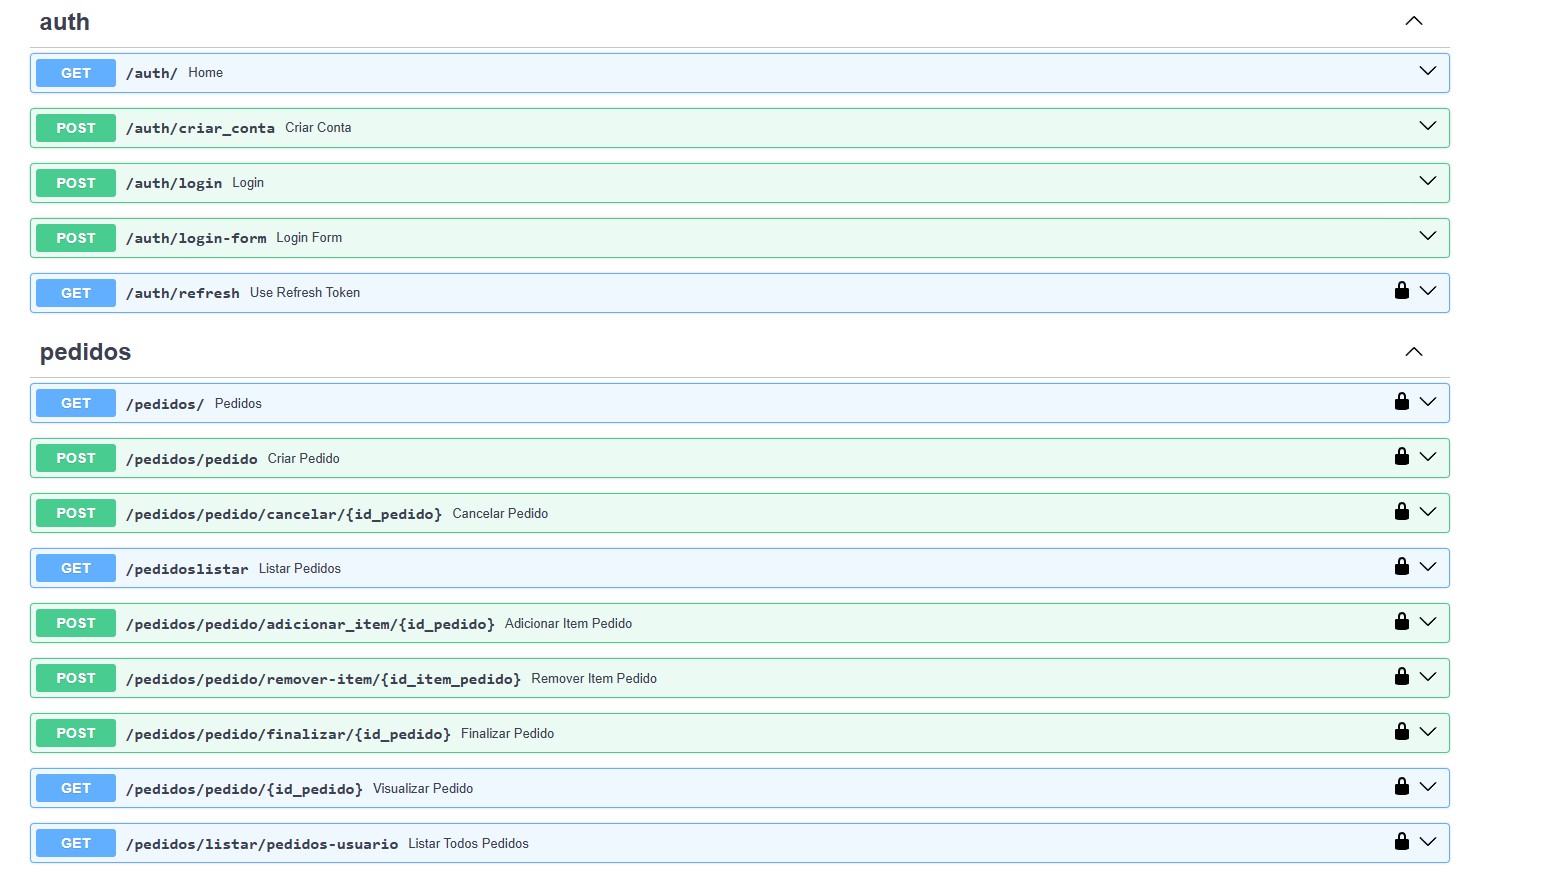 auth
GET /auth/ Home
POST /auth/criar_conta Criar Conta
POST /auth/login Login
POST /auth/login-form Login Form
GET /auth/refresh Use Refresh Token
pedidos
GET /pedidos/ Pedidos
POST /pedidos/pedido Criar Pedido
POST /pedidos/pedido/cancelar/{id_pedido} Cancelar Pedido
GET /pedidoslistar Listar Pedidos
POST /pedidos/pedido/adicionar_item/{id_pedido} Adicionar Item Pedido
POST /pedidos/pedido/remover-item/{id_item_pedido} Remover Item Pedido
POST /pedidos/pedido/finalizar/{id_pedido} Finalizar Pedido
GET /pedidos/pedido/{id_pedido} Visualizar Pedido
GET /pedidos/listar/pedidos-usuario Listar Todos Pedidos